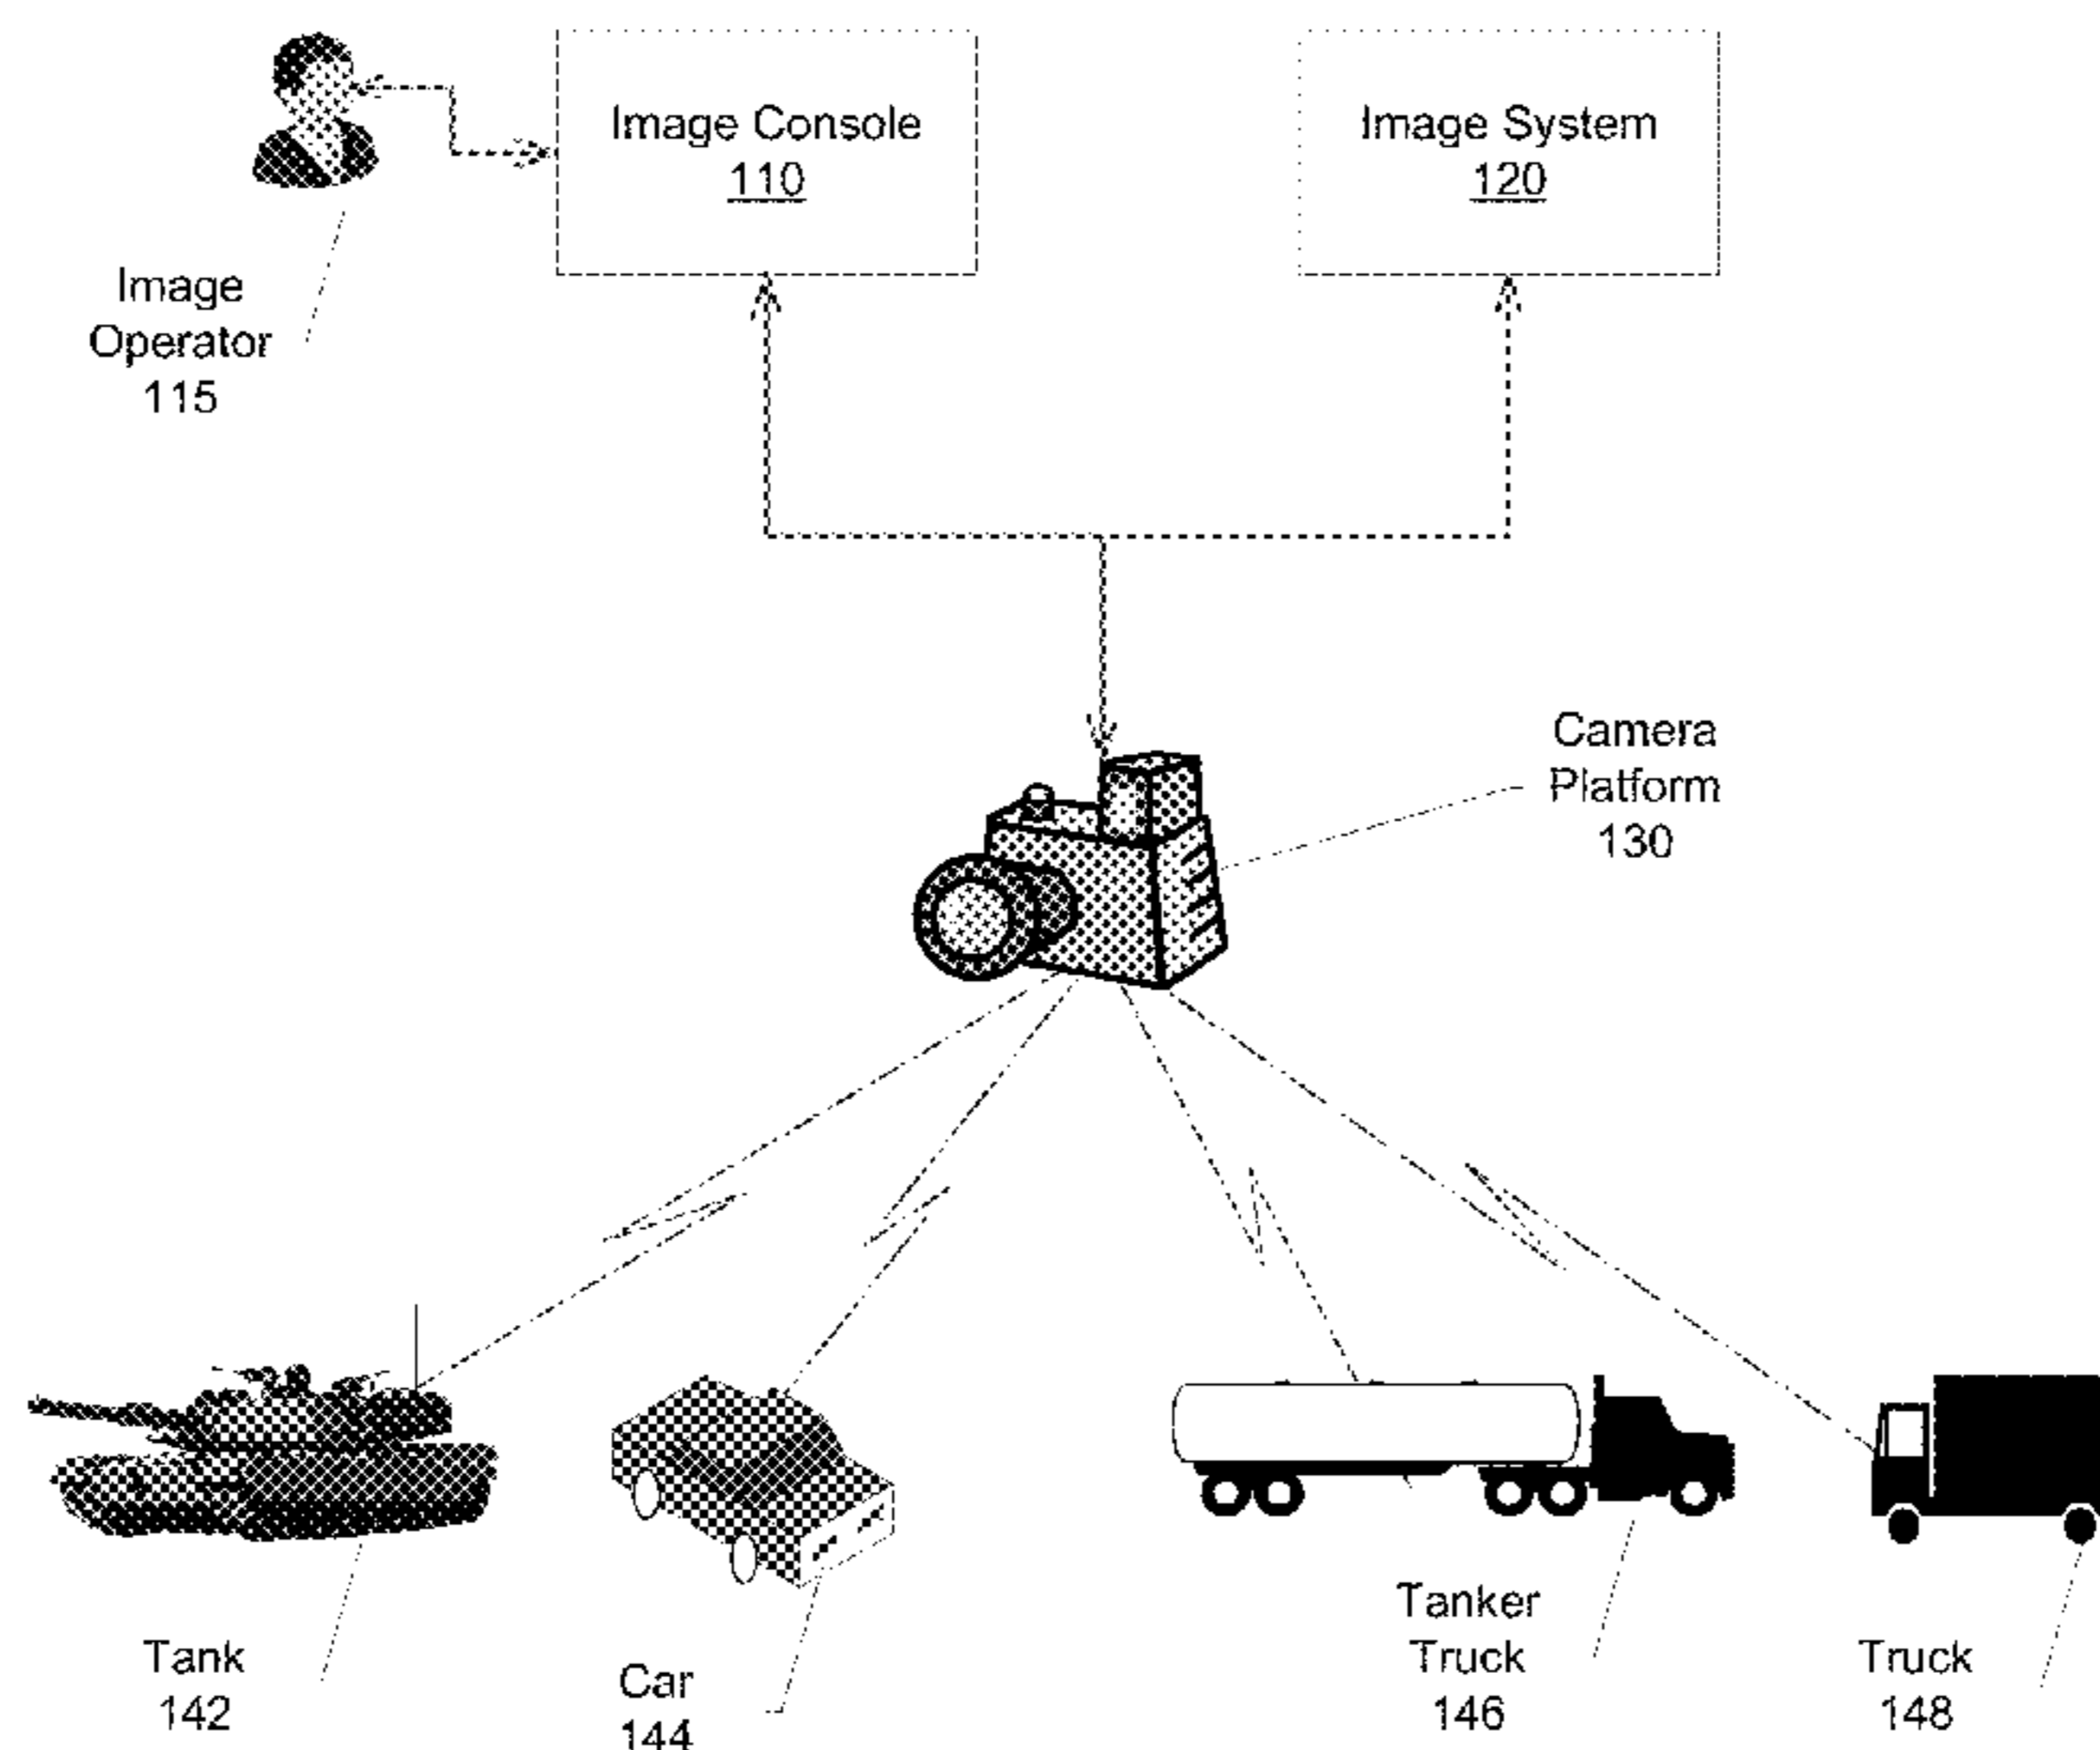 Image Console
110
Image System
120
Image
Operator
115
Camera
Platform
130
Tank
142
Car
144
Tanker
Truck
146
Truck
148